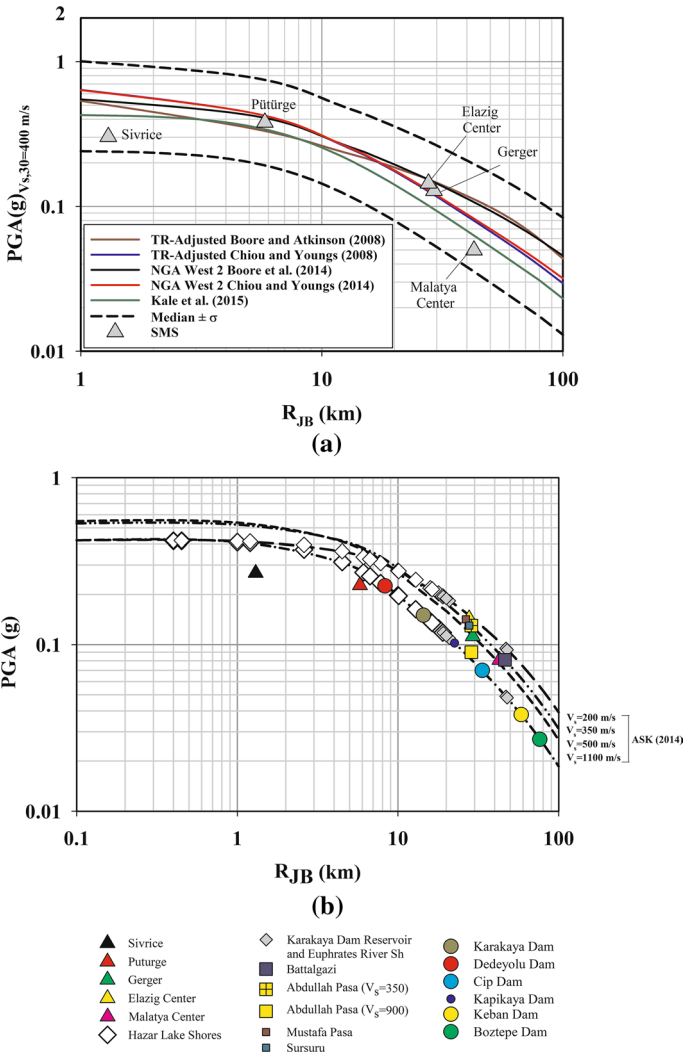 2
1
0.1
0.01
PGA(g)Vs,30=400 m/s
Sivrice
Pütürge
Elazig
Center
Gerger
Malatya
Center
TR-Adjusted Boore and Atkinson (2008)
TR-Adjusted Chiou and Youngs (2008)
NGA West 2 Boore et al. (2014)
NGA West 2 Chiou and Youngs (2014)
Kale et al. (2015)
Median ± σ
SMS
1
10
100
RJB (km)
(a)
1
0.1
0.01
PGA (g)
Vs=200 m/s
Vs=350 m/s
Vs=500 m/s
Vs=1100 m/s
ASK (2014)
0.1
1
10
100
RJB (km)
(b)
Sivrice
Puturge
Gerger
Elazig Center
Malatya Center
Hazar Lake Shores
Karakaya Dam Reservoir
and Euphrates River Sh
Battalgazi
Abdullah Pasa (Vs=350)
Abdullah Pasa (Vs=900)
Mustafa Pasa
Sursuru
Karakaya Dam
Dedeyolu Dam
Cip Dam
Kapikaya Dam
Keban Dam
Boztepe Dam